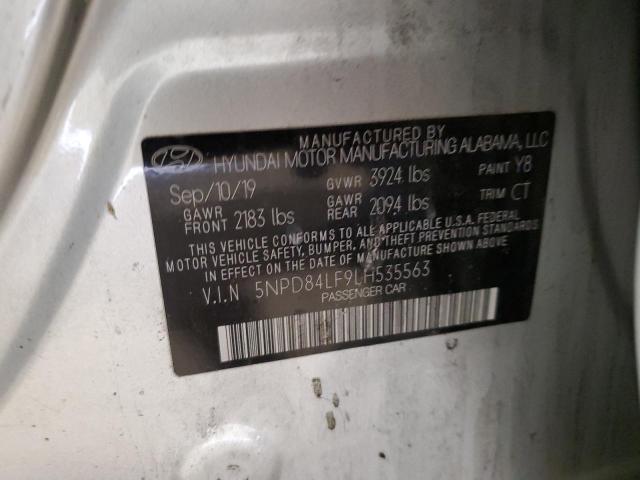 MANUFACTURED BY
HYUNDAI MOTOR MANUFACTURING ALABAMA, LLC
Sep/10/19 GVWR 3924 lbs PAINT Y8
GAWR FRONT 2183 lbs GAWR REAR 2094 lbs TRIM CT
THIS VEHICLE CONFORMS TO ALL APPLICABLE U.S.A. FEDERAL
MOTOR VEHICLE SAFETY, BUMPER, AND THEFT PREVENTION STANDARDS
IN EFFECT ON THE DATE OF MANUFACTURE SHOWN ABOVE.
V.I.N 5NPD84LF9LH535563
PASSENGER CAR